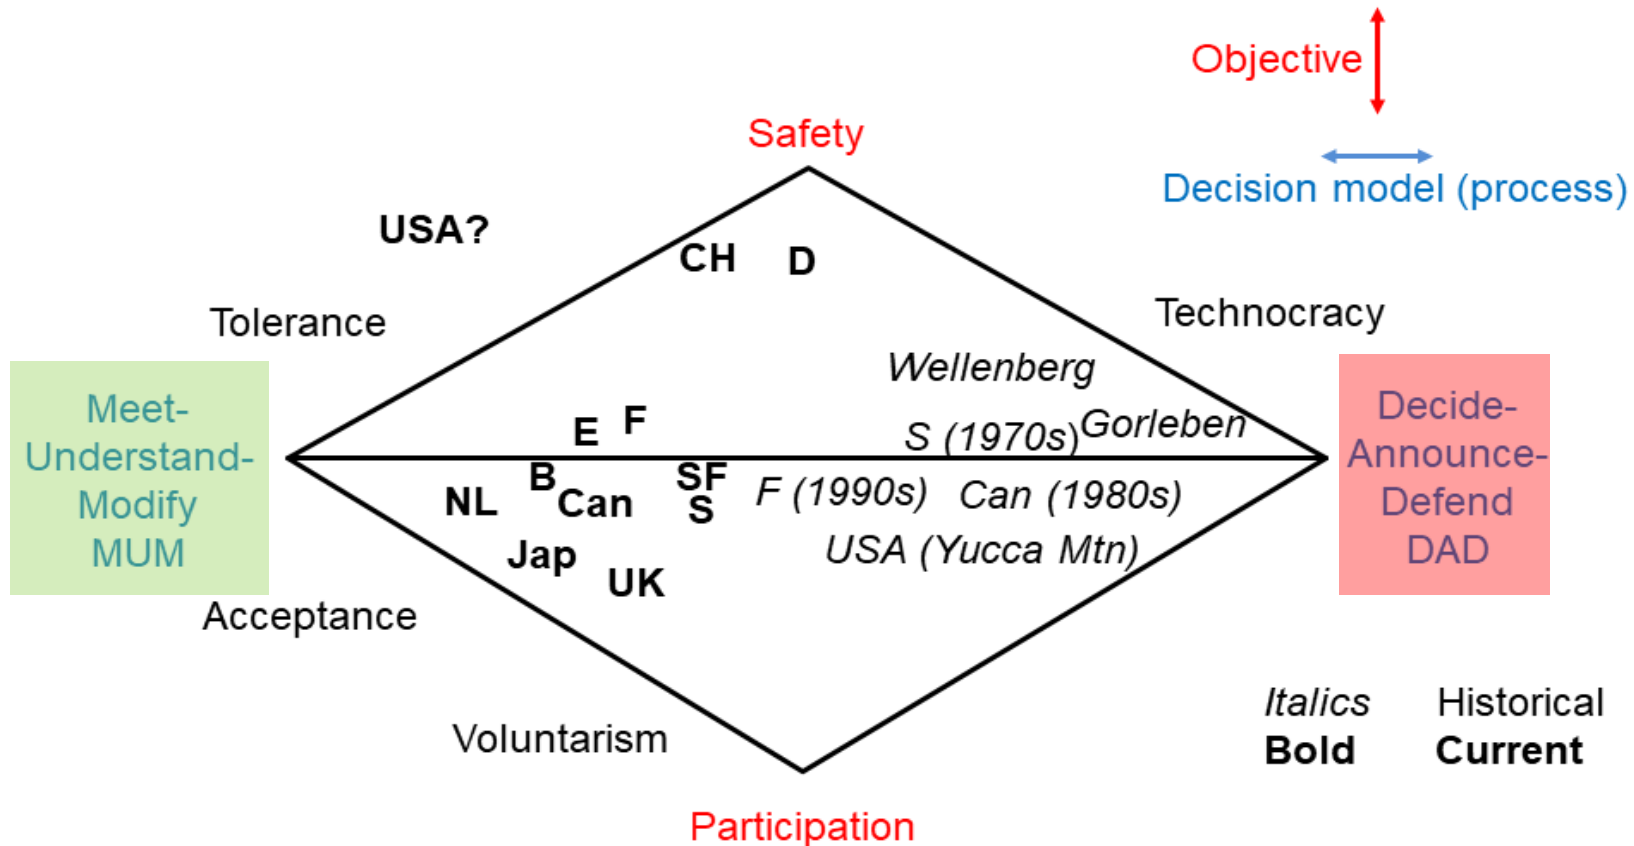 Objective
Safety
Decision model (process)
USA?
CH
D
Tolerance
Technocracy
Wellenberg
E
F
S (1970s)
Gorleben
Meet-
Understand-
Modify
MUM
Decide-
Announce-
Defend
DAD
B
SF
NL
Can
S
F (1990s)
Can (1980s)
Jap
USA (Yucca Mtn)
UK
Acceptance
Voluntarism
Italics Historical
Bold Current
Participation